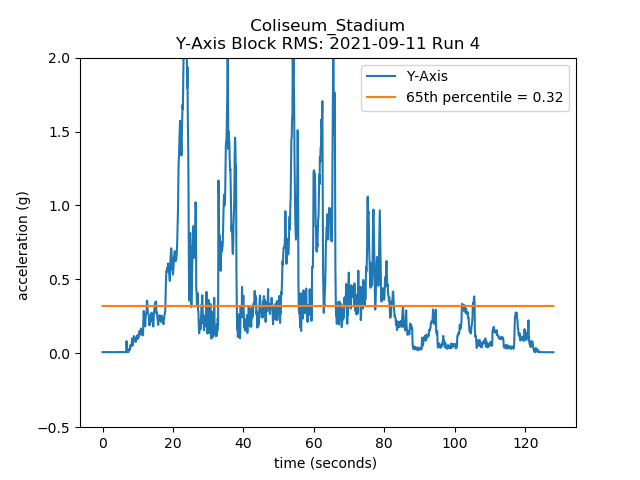 Coliseum_Stadium
Y-Axis Block RMS: 2021-09-11 Run 4
Y-Axis
65th percentile = 0.32
acceleration (g)
2.0
1.5
1.0
0.5
0.0
−0.5
0 20 40 60 80 100 120
time (seconds)